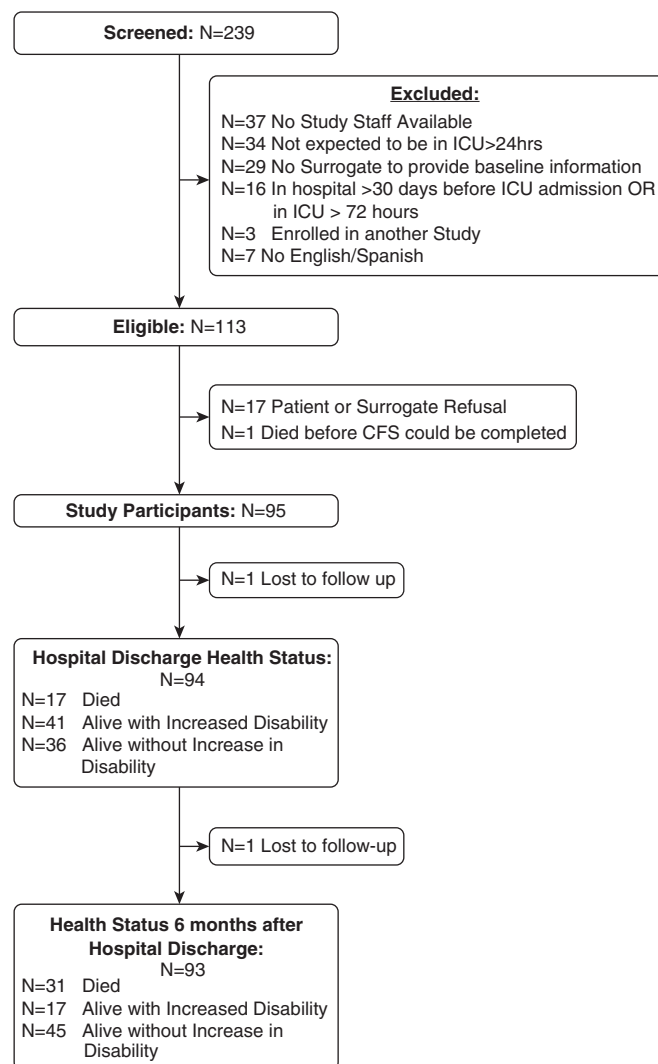 Screened: N=239
Excluded:
N=37 No Study Staff Available
N=34 Not expected to be in ICU>24hrs
N=29 No Surrogate to provide baseline information
N=16 In hospital >30 days before ICU admission OR
in ICU > 72 hours
N=3 Enrolled in another Study
N=7 No English/Spanish
Eligible: N=113
N=17 Patient or Surrogate Refusal
N=1 Died before CFS could be completed
Study Participants: N=95
N=1 Lost to follow up
Hospital Discharge Health Status:
N=94
N=17 Died
N=41 Alive with Increased Disability
N=36 Alive without Increase in
Disability
N=1 Lost to follow-up
Health Status 6 months after
Hospital Discharge:
N=93
N=31 Died
N=17 Alive with Increased Disability
N=45 Alive without Increase in
Disability